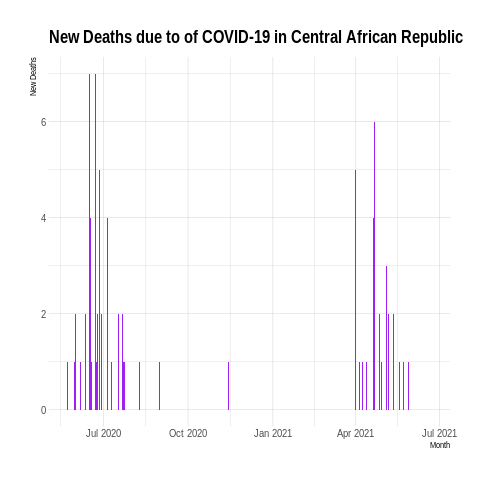 New Deaths due to of COVID-19 in Central African Republic
New Deaths
6
4
2
0
Jul 2020 Oct 2020 Jan 2021 Apr 2021 Jul 2021
Month